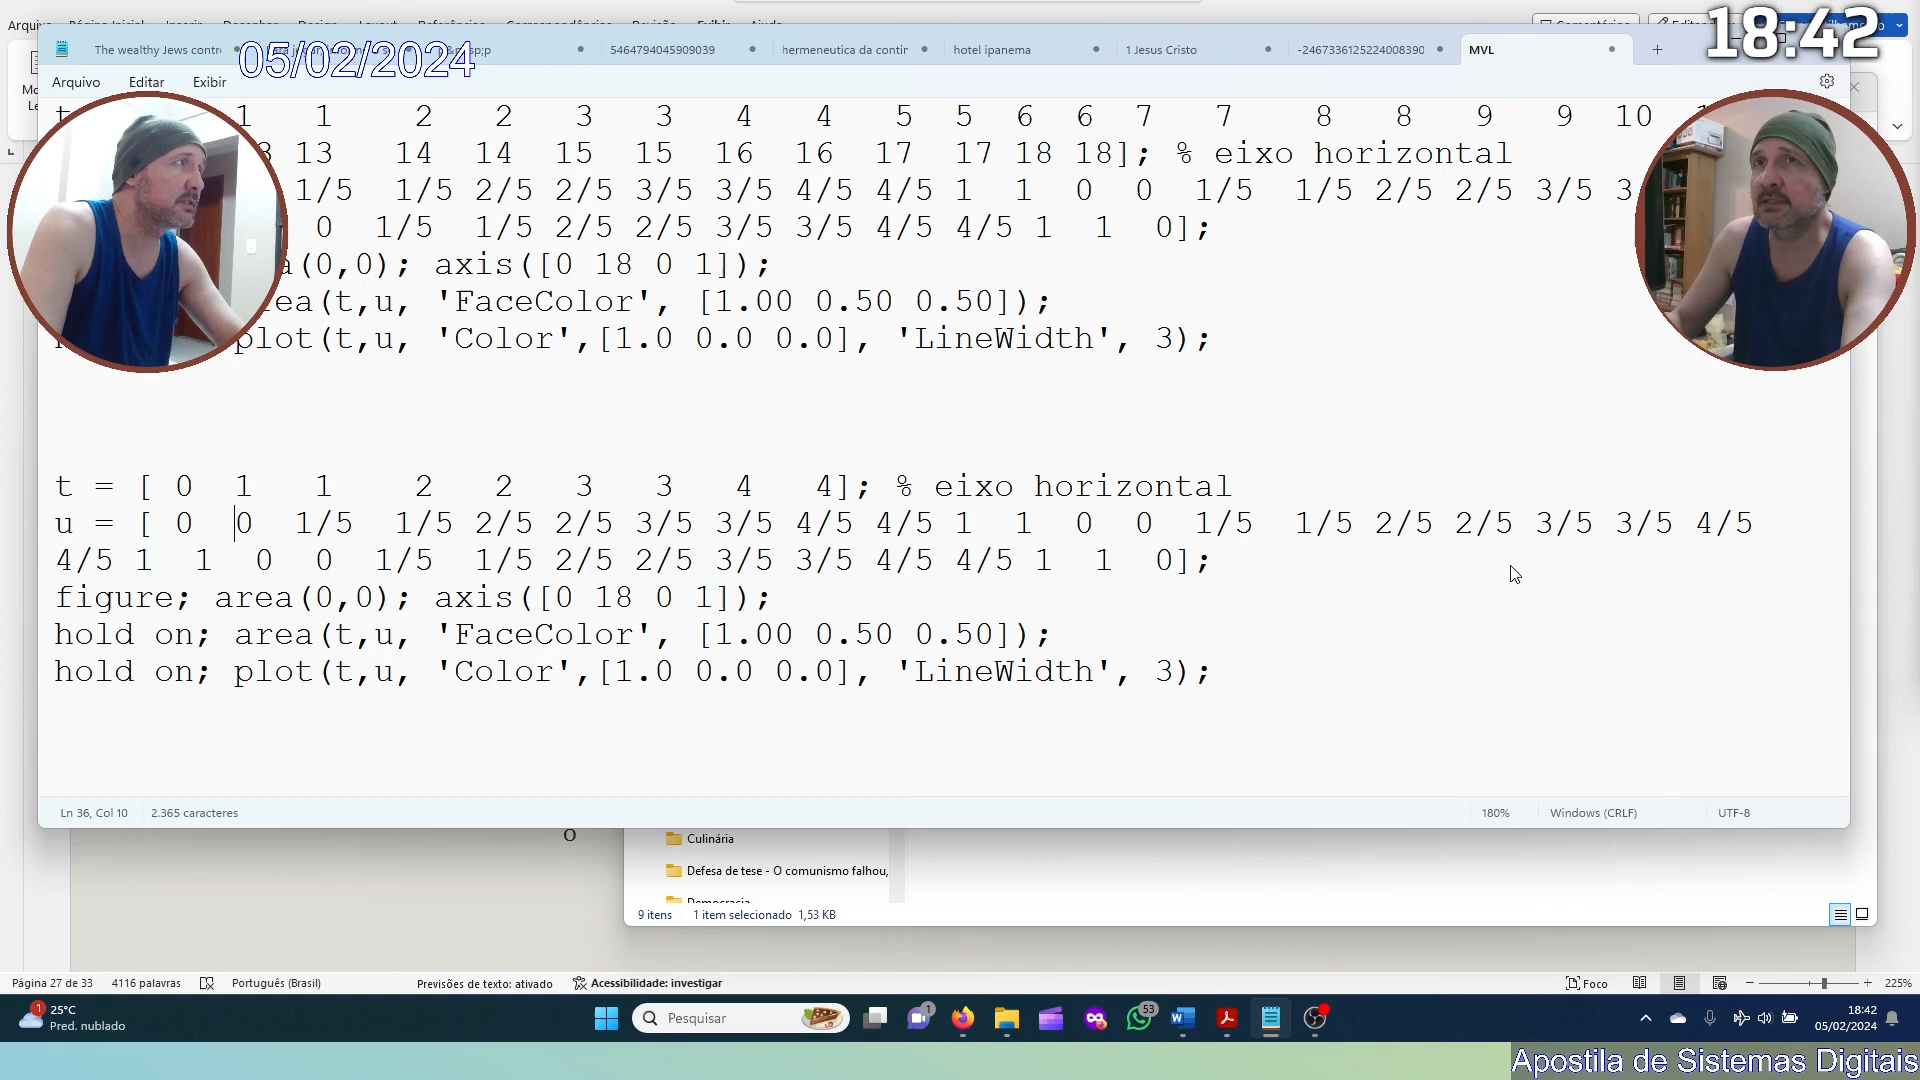 18:42
05/02/2024
The wealthy Jews contr
5464794045909039
hermeneutica da contir
hotel ipanema
1 Jesus Cristo
-2467336125224008390
MVL
Arquivo Editar Exibir
1 1 2 2 3 3 4 4 5 5 6 6 7 7 8 8 9 9 10
13 14 14 15 15 16 16 17 17 18 18]; % eixo horizontal
1/5 1/5 2/5 2/5 3/5 3/5 4/5 4/5 1 1 0 0 1/5 1/5 2/5 2/5 3/5
0 1/5 1/5 2/5 2/5 3/5 3/5 4/5 4/5 1 1 0];
a(0,0); axis([0 18 0 1]);
ea(t,u, 'FaceColor', [1.00 0.50 0.50]);
plot(t,u, 'Color',[1.0 0.0 0.0], 'LineWidth', 3);
t = [ 0 1 1 2 2 3 3 4 4]; % eixo horizontal
u = [ 0 0 1/5 1/5 2/5 2/5 3/5 3/5 4/5 4/5 1 1 0 0 1/5 1/5 2/5 2/5 3/5 3/5 4/5
4/5 1 1 0 0 1/5 1/5 2/5 2/5 3/5 3/5 4/5 4/5 1 1 0];
figure; area(0,0); axis([0 18 0 1]);
hold on; area(t,u, 'FaceColor', [1.00 0.50 0.50]);
hold on; plot(t,u, 'Color',[1.0 0.0 0.0], 'LineWidth', 3);
Ln 36, Col 10 2.365 caracteres 180% Windows (CRLF) UTF-8
o
Culinária
Defesa de tese - O comunismo falhou,
Democracia
9 itens 1 item selecionado 1,53 KB
Página 27 de 33 4116 palavras Português (Brasil) Previsões de texto: ativado Acessibilidade: investigar Foco 225%
1
25°C
Pred. nublado
Pesquisar
1
53
18:42
05/02/2024
Apostila de Sistemas Digitais